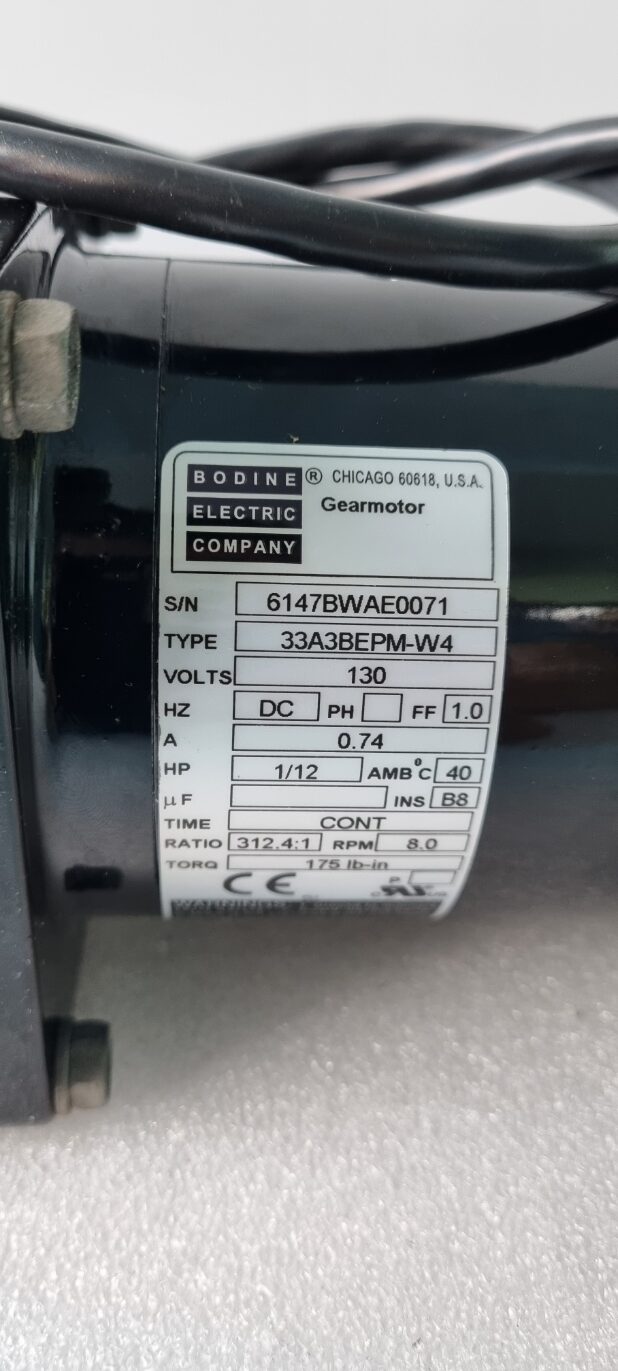 BODINE ® CHICAGO 60618, U.S.A.
ELECTRIC Gearmotor
COMPANY
S/N 6147BWAE0071
TYPE 33A3BEPM-W4
VOLTS 130
HZ DC PH FF 1.0
A 0.74
HP 1/12 AMB°C 40
µF INS B8
TIME CONT
RATIO 312.4:1 RPM 8.0
TORQ 175 lb-in
CE P